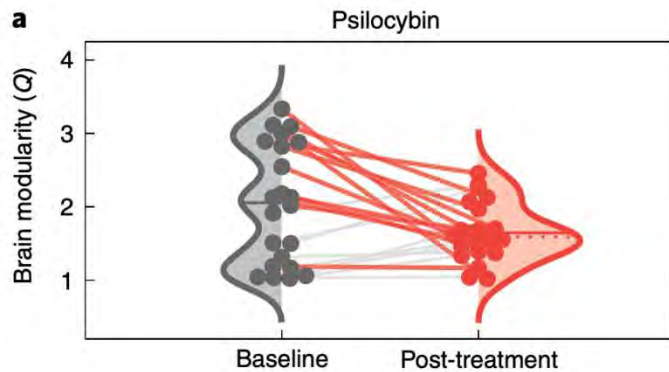 a
Psilocybin
Brain modularity (Q)
4
3
2
1
Baseline
Post-treatment